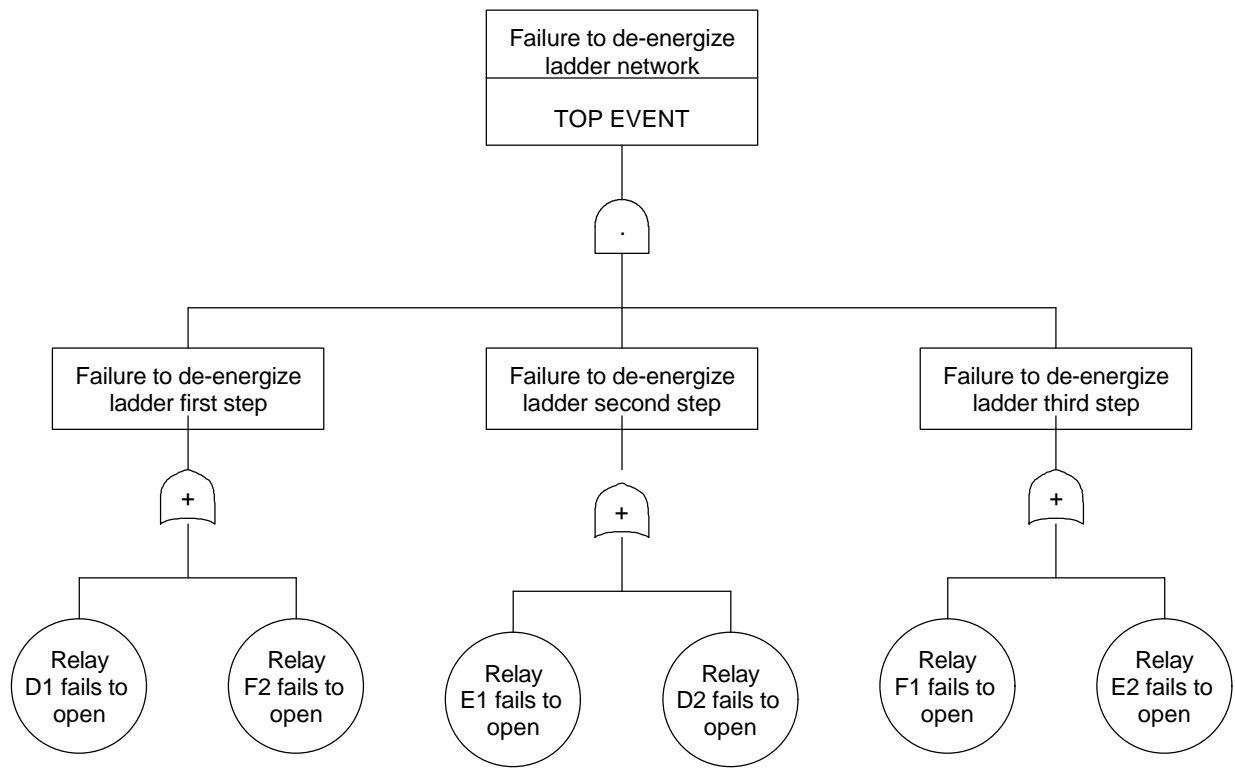 Failure to de-energize
ladder network
TOP EVENT
.
Failure to de-energize
ladder first step
Failure to de-energize
ladder second step
Failure to de-energize
ladder third step
+
+
+
Relay
D1 fails to
open
Relay
F2 fails to
open
Relay
E1 fails to
open
Relay
D2 fails to
open
Relay
F1 fails to
open
Relay
E2 fails to
open